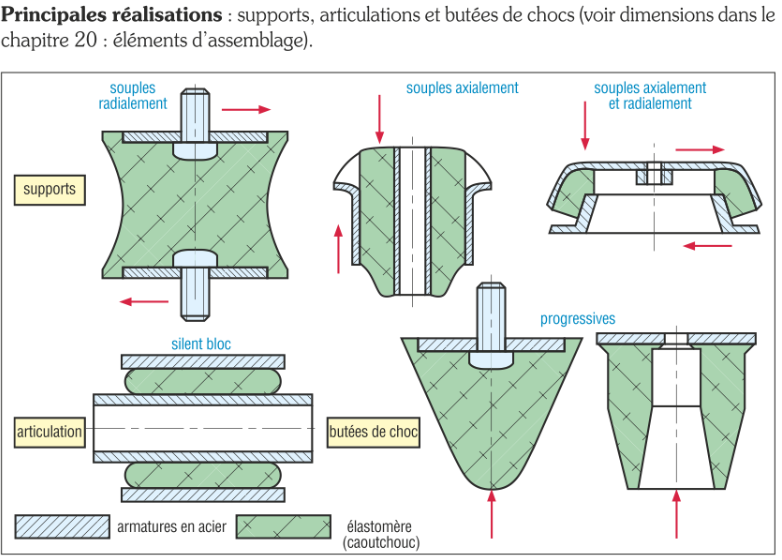 Principales réalisations : supports, articulations et butées de chocs (voir dimensions dans le
chapitre 20 : éléments d'assemblage).
souples
radialement
souples axialement
souples axialement
et radialement
supports
silent bloc
progressives
articulation
butées de choc
armatures en acier
élastomère
(caoutchouc)